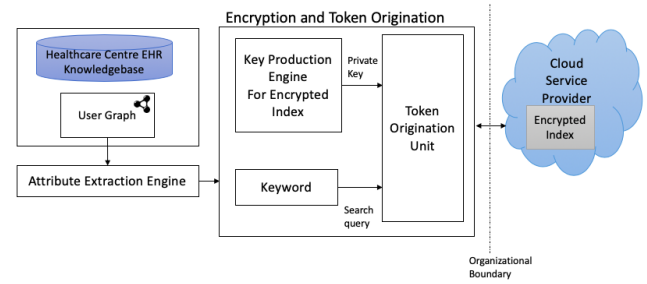 Encryption and Token Origination
Healthcare Centre EHR
Knowledgebase
User Graph
Attribute Extraction Engine
Key Production
Engine
For Encrypted
Index
Private
Key
Keyword
Search
query
Token
Origination
Unit
Cloud
Service
Provider
Encrypted
Index
Organizational
Boundary